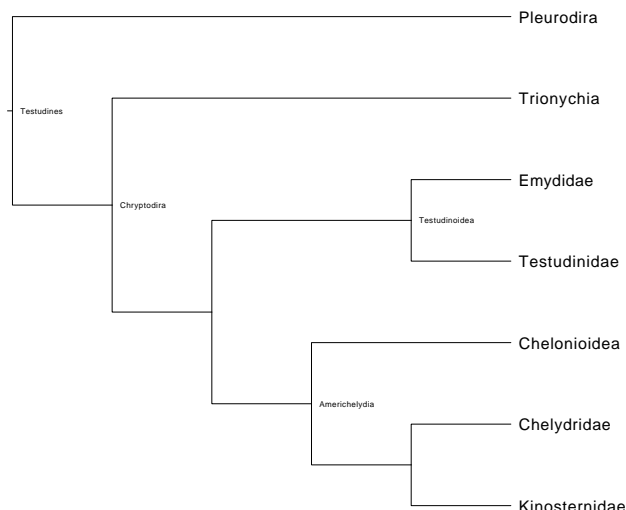 Pleurodira
Trionychia
Testudines
Emydidae
Chryptodira
Testudinoidea
Testudinidae
Chelonioidea
Americhelydia
Chelydridae
Kinosternidae